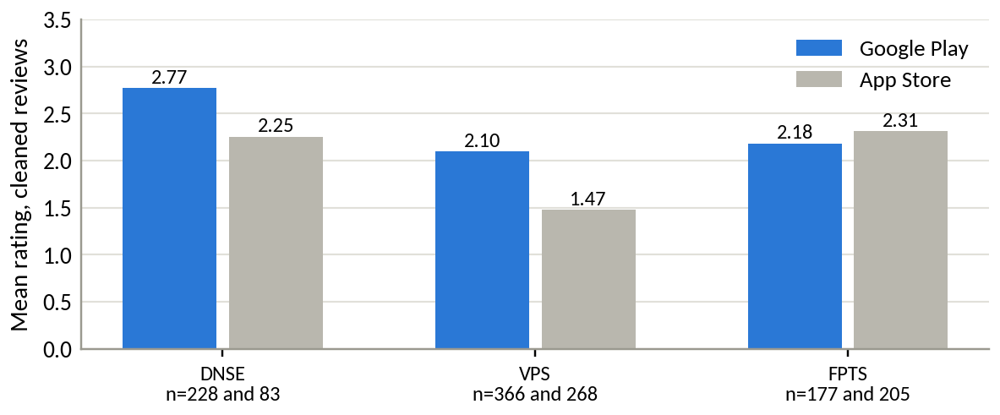 Mean rating, cleaned reviews
3.5
3.0
2.5
2.0
1.5
1.0
0.5
0.0
Google Play
App Store
2.77
2.25
2.10
1.47
2.18
2.31
DNSE
n=228 and 83
VPS
n=366 and 268
FPTS
n=177 and 205